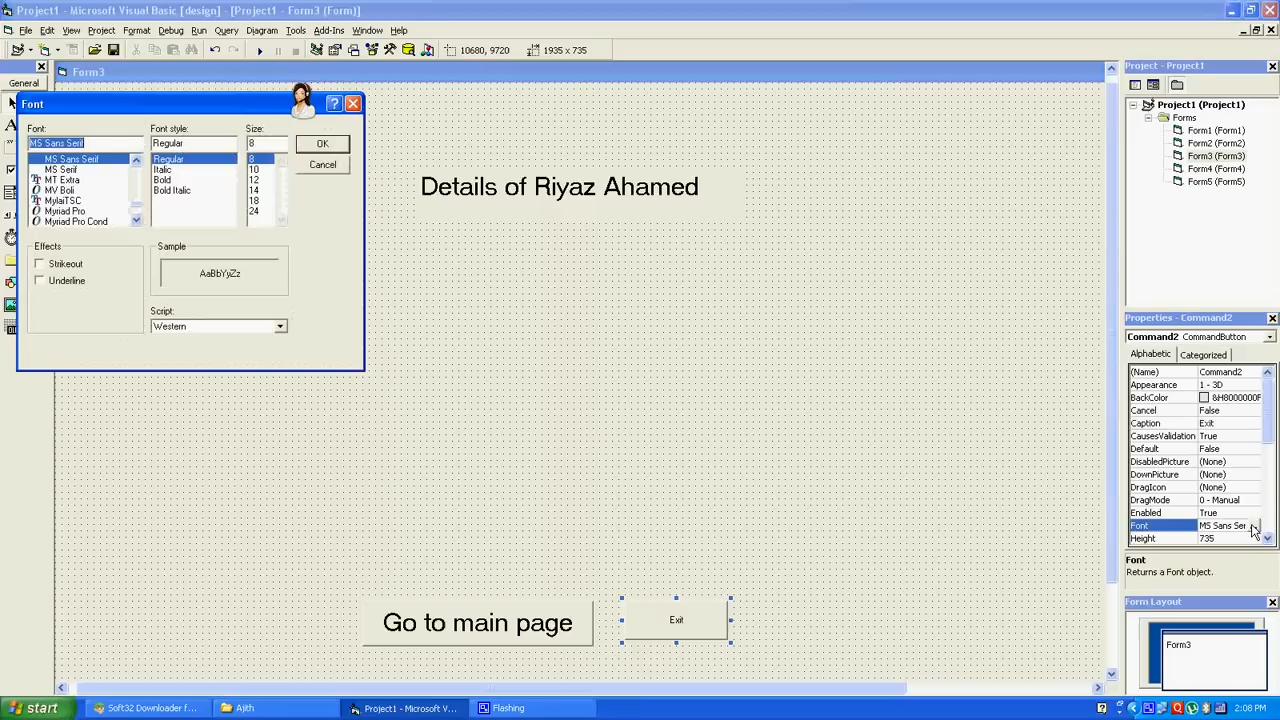 Project1 - Microsoft Visual Basic [design] - [Project1 - Form3 (Form)]
File Edit View Project Format Debug Run Query Diagram Tools Add-Ins Window Help
10680, 9720 1935 x 735
General
Form3
Font
Font: Font style: Size:
MS Sans Serif Regular 8 OK
MS Sans Serif Regular 8
Cancel
MS Serif Italic 10
MT Extra Bold 12
MV Boli Bold Italic 14
MylaiTSC 18
Myriad Pro 24
Myriad Pro Cond
Effects Sample
Strikeout
Underline
AaBbYyZz
Script:
Western
Details of Riyaz Ahamed
Go to main page
Exit
Project - Project1
Project1 (Project1)
Forms
Form1 (Form1)
Form2 (Form2)
Form3 (Form3)
Form4 (Form4)
Form5 (Form5)
Properties - Command2
Command2 CommandButton
Alphabetic Categorized
(Name) Command2
Appearance 1 - 3D
BackColor &H8000000F
Cancel False
Caption Exit
CausesValidation True
Default False
DisabledPicture (None)
DownPicture (None)
DragIcon (None)
DragMode 0 - Manual
Enabled True
Font MS Sans Ser
Height 735
Font
Returns a Font object.
Form Layout
Form3
start Soft32 Downloader f... Ajith Project1 - Microsoft V... Flashing 2:08 PM